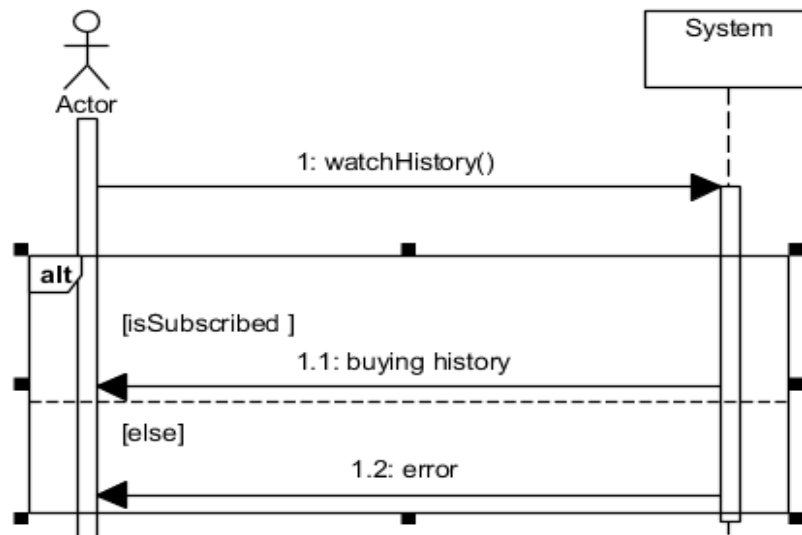 System
Actor
1: watchHistory()
alt
[isSubscribed ]
1.1: buying history
[else]
1.2: error